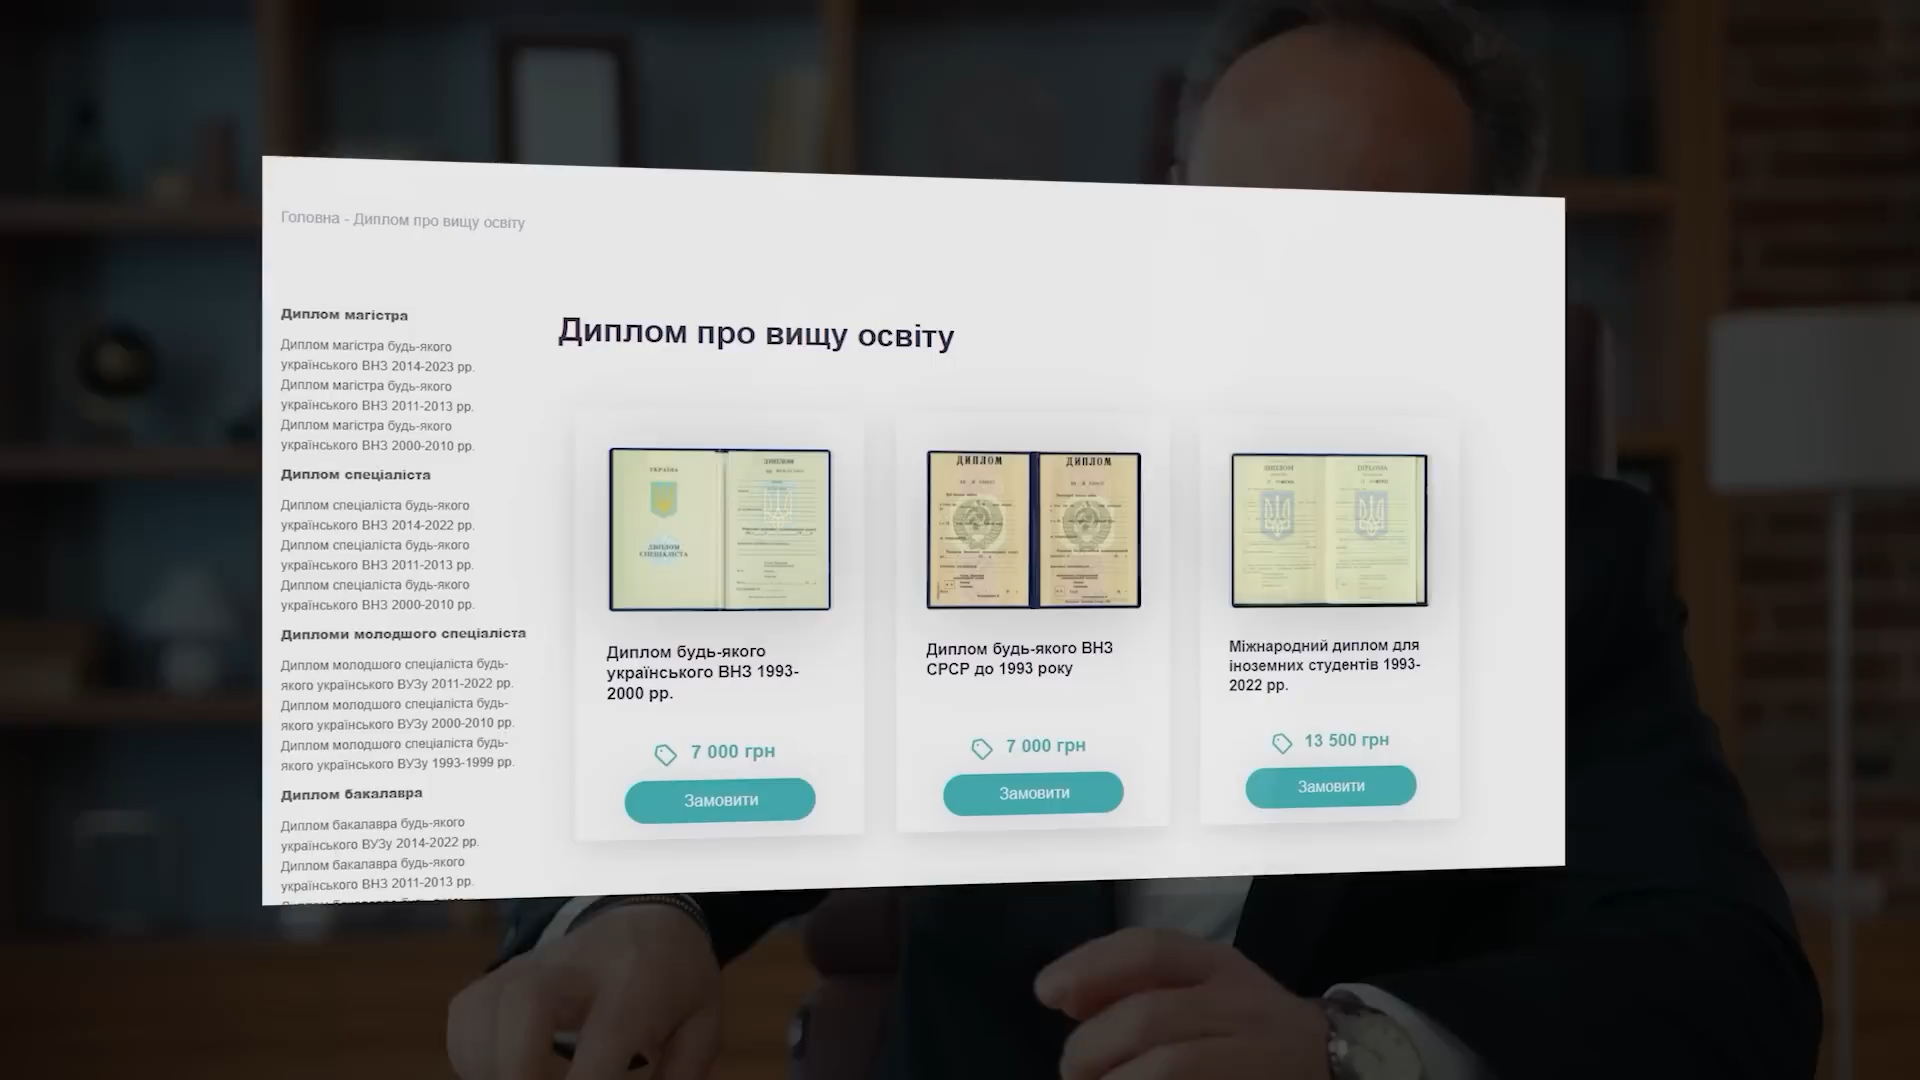 Головна - Диплом про вищу освіту
Диплом магістра
Диплом магістра будь-якого
українського ВНЗ 2014-2023 рр.
Диплом магістра будь-якого
українського ВНЗ 2011-2013 рр.
Диплом магістра будь-якого
українського ВНЗ 2000-2010 рр.
Диплом спеціаліста
Диплом спеціаліста будь-якого
українського ВНЗ 2014-2022 рр.
Диплом спеціаліста будь-якого
українського ВНЗ 2011-2013 рр.
Диплом спеціаліста будь-якого
українського ВНЗ 2000-2010 рр.
Дипломи молодшого спеціаліста
Диплом молодшого спеціаліста будь-
якого українського ВУЗу 2011-2022 рр.
Диплом молодшого спеціаліста будь-
якого українського ВУЗу 2000-2010 рр.
Диплом молодшого спеціаліста будь-
якого українського ВУЗу 1993-1999 рр.
Диплом бакалавра
Диплом бакалавра будь-якого
українського ВУЗу 2014-2022 рр.
Диплом бакалавра будь-якого
українського ВНЗ 2011-2013 рр.
Диплом про вищу освіту
УКРАЇНА
ДИПЛОМ
СПЕЦІАЛІСТА
ДИПЛОМ
Диплом будь-якого
українського ВНЗ 1993-
2000 рр.
7 000 грн
Замовити
ДИПЛОМ
ДИПЛОМ
Диплом будь-якого ВНЗ
СРСР до 1993 року
7 000 грн
Замовити
ДИПЛОМ
DIPLOMA
Міжнародний диплом для
іноземних студентів 1993-
2022 рр.
13 500 грн
Замовити